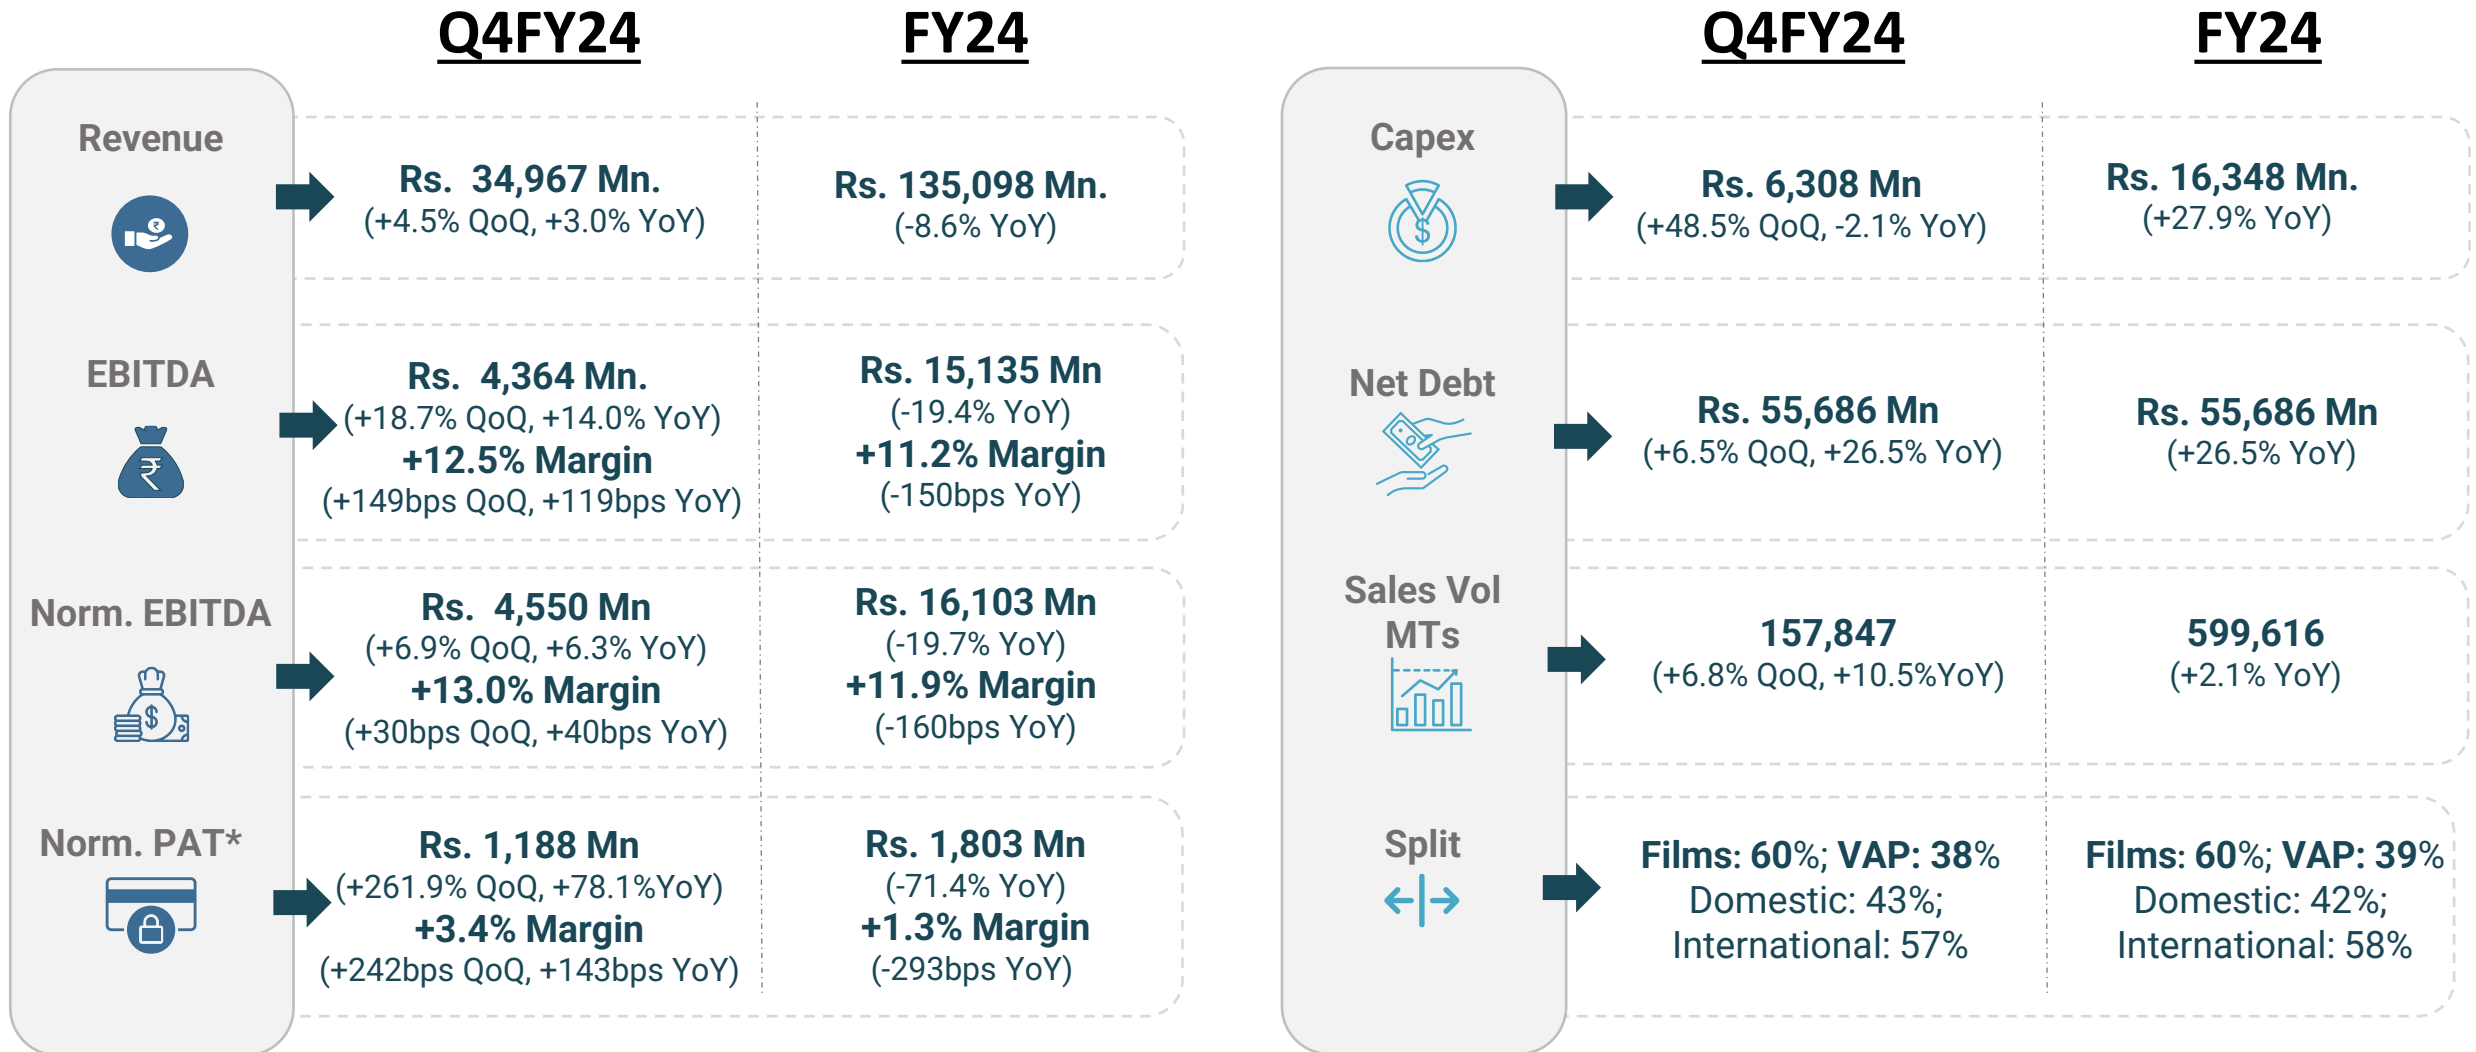 Q4FY24
FY24
Revenue
Rs. 34,967 Mn.
(+4.5% QoQ, +3.0% YoY)
Rs. 135,098 Mn.
(-8.6% YoY)
EBITDA
Rs. 4,364 Mn.
(+18.7% QoQ, +14.0% YoY)
+12.5% Margin
(+149bps QoQ, +119bps YoY)
Rs. 15,135 Mn
(-19.4% YoY)
+11.2% Margin
(-150bps YoY)
Norm. EBITDA
Rs. 4,550 Mn
(+6.9% QoQ, +6.3% YoY)
+13.0% Margin
(+30bps QoQ, +40bps YoY)
Rs. 16,103 Mn
(-19.7% YoY)
+11.9% Margin
(-160bps YoY)
Norm. PAT*
Rs. 1,188 Mn
(+261.9% QoQ, +78.1%YoY)
+3.4% Margin
(+242bps QoQ, +143bps YoY)
Rs. 1,803 Mn
(-71.4% YoY)
+1.3% Margin
(-293bps YoY)
Q4FY24
FY24
Capex
Rs. 6,308 Mn
(+48.5% QoQ, -2.1% YoY)
Rs. 16,348 Mn.
(+27.9% YoY)
Net Debt
Rs. 55,686 Mn
(+6.5% QoQ, +26.5% YoY)
Rs. 55,686 Mn
(+26.5% YoY)
Sales Vol
MTs
157,847
(+6.8% QoQ, +10.5%YoY)
599,616
(+2.1% YoY)
Split
Films: 60%; VAP: 38%
Domestic: 43%;
International: 57%
Films: 60%; VAP: 39%
Domestic: 42%;
International: 58%